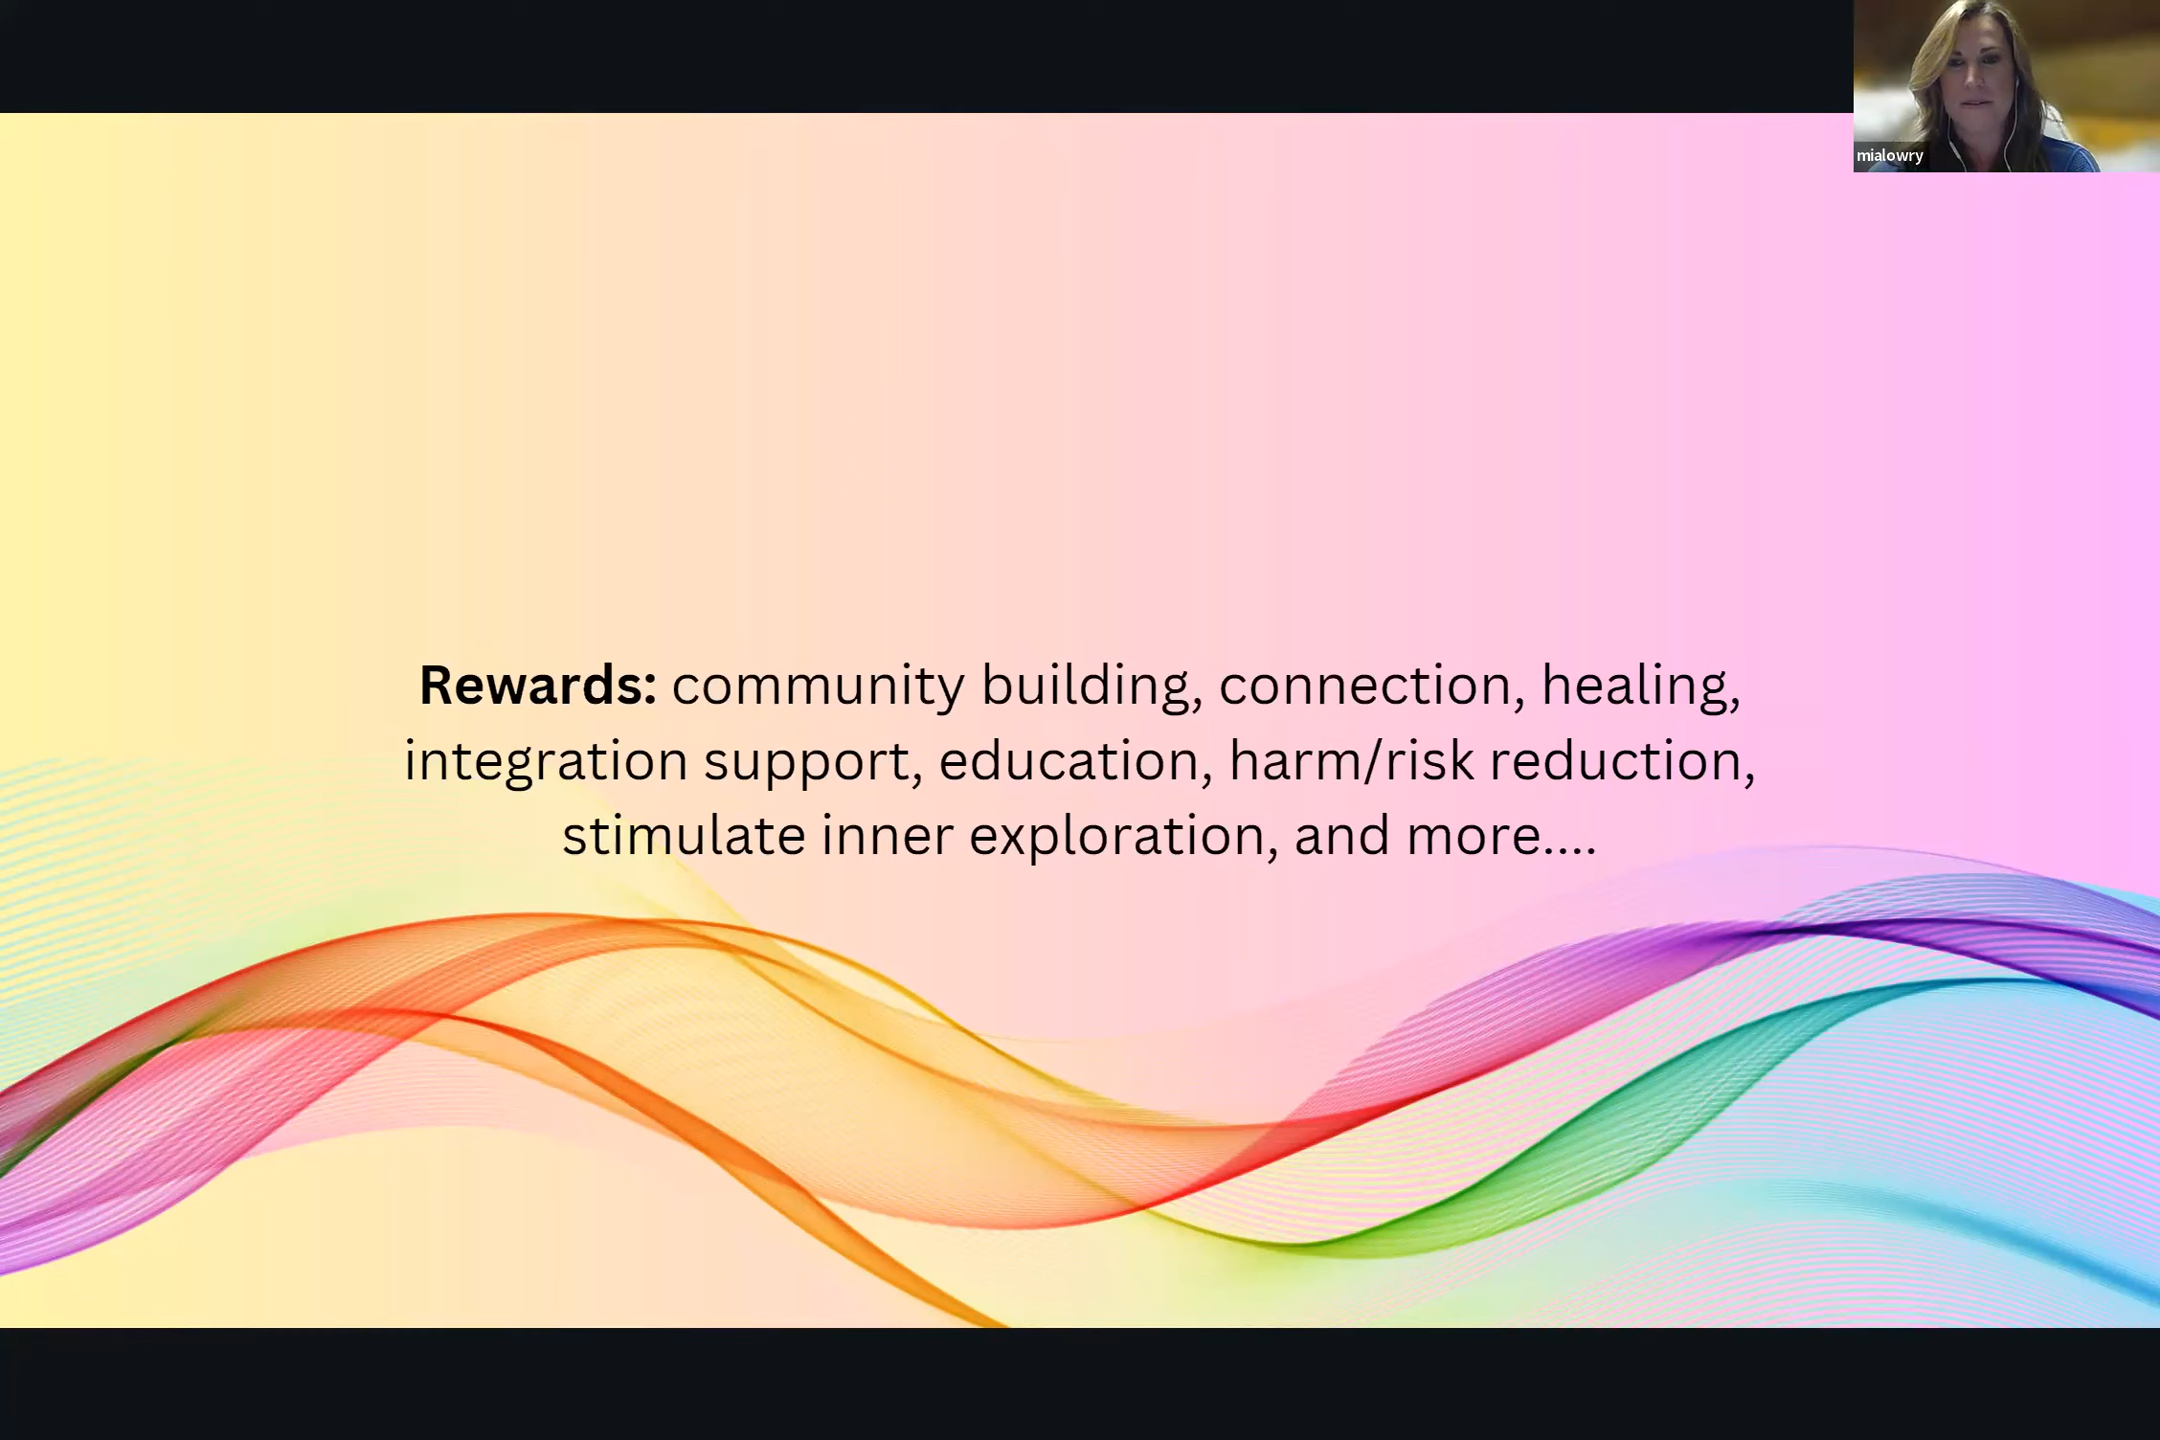 mialowry
Rewards: community building, connection, healing,
integration support, education, harm/risk reduction,
stimulate inner exploration, and more....